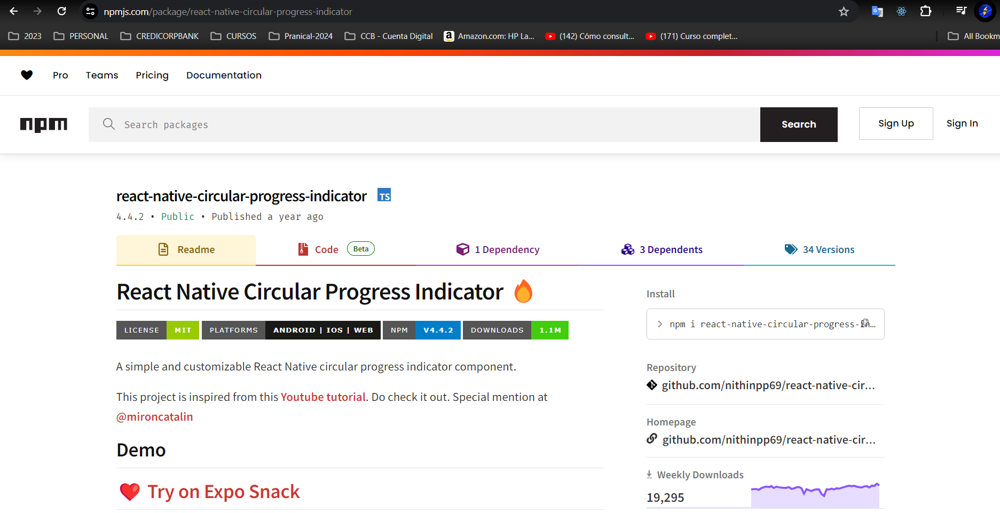 npmjs.com/package/react-native-circular-progress-indicator
2023 PERSONAL CREDICORPBANK CURSOS Pranical-2024 CCB - Cuenta Digital Amazon.com: HP La... (142) Cómo consult... (171) Curso complet... All Bookm
Pro Teams Pricing Documentation
npm Search packages Search Sign Up Sign In
react-native-circular-progress-indicator TS
4.4.2 • Public • Published a year ago
Readme Code Beta 1 Dependency 3 Dependents 34 Versions
React Native Circular Progress Indicator
LICENSE MIT PLATFORMS ANDROID | IOS | WEB NPM V4.4.2 DOWNLOADS 1.1M
A simple and customizable React Native circular progress indicator component.
This project is inspired from this Youtube tutorial. Do check it out. Special mention at
@mironcatalin
Demo
Try on Expo Snack
Install
npm i react-native-circular-progress-in…
Repository
github.com/nithinpp69/react-native-cir…
Homepage
github.com/nithinpp69/react-native-cir…
Weekly Downloads
19,295